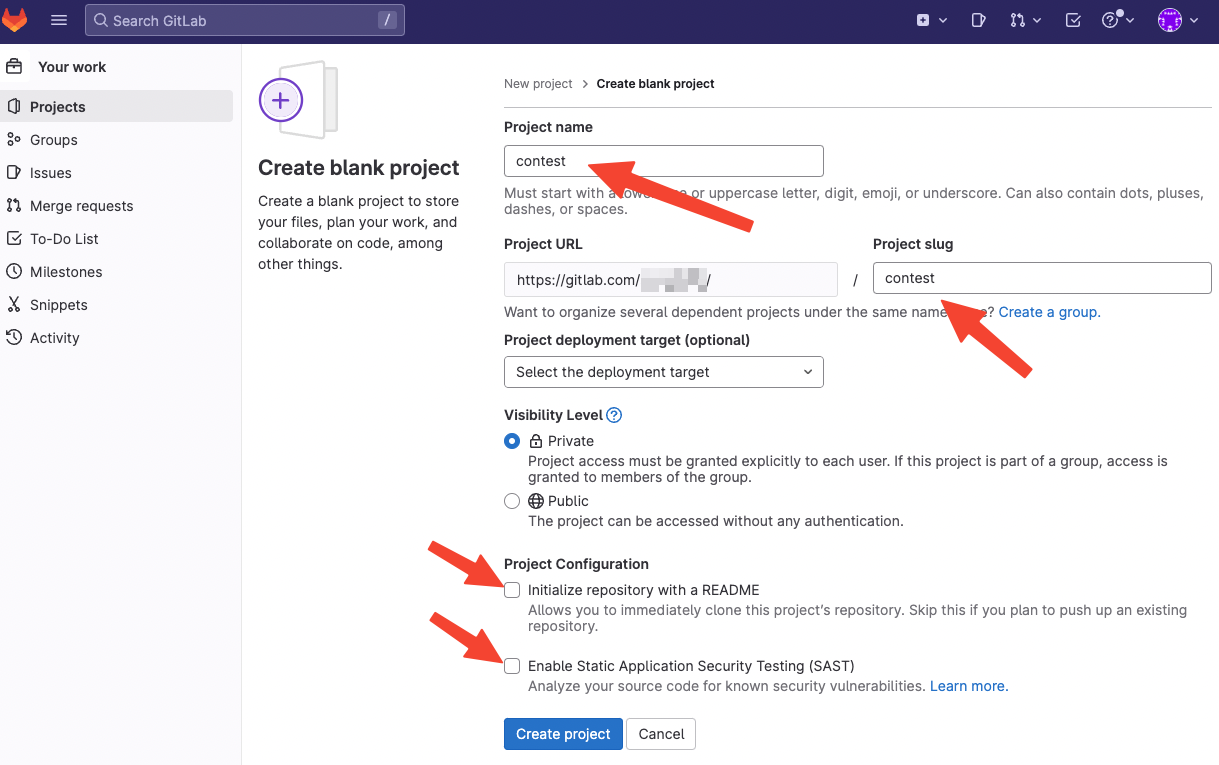 Search GitLab
/
Your work
Projects
Groups
Issues
Merge requests
To-Do List
Milestones
Snippets
Activity
Create blank project
Create a blank project to store
your files, plan your work, and
collaborate on code, among
other things.
New project > Create blank project
Project name
contest
Must start with a or uppercase letter, digit, emoji, or underscore. Can also contain dots, pluses,
dashes, or spaces.
Project URL
https://gitlab.com/ /
/
Project slug
contest
Want to organize several dependent projects under the same ? Create a group.
Project deployment target (optional)
Select the deployment target
Visibility Level
Private
Project access must be granted explicitly to each user. If this project is part of a group, access is
granted to members of the group.
Public
The project can be accessed without any authentication.
Project Configuration
Initialize repository with a README
Allows you to immediately clone this project's repository. Skip this if you plan to push up an existing
repository.
Enable Static Application Security Testing (SAST)
Analyze your source code for known security vulnerabilities. Learn more.
Create project
Cancel